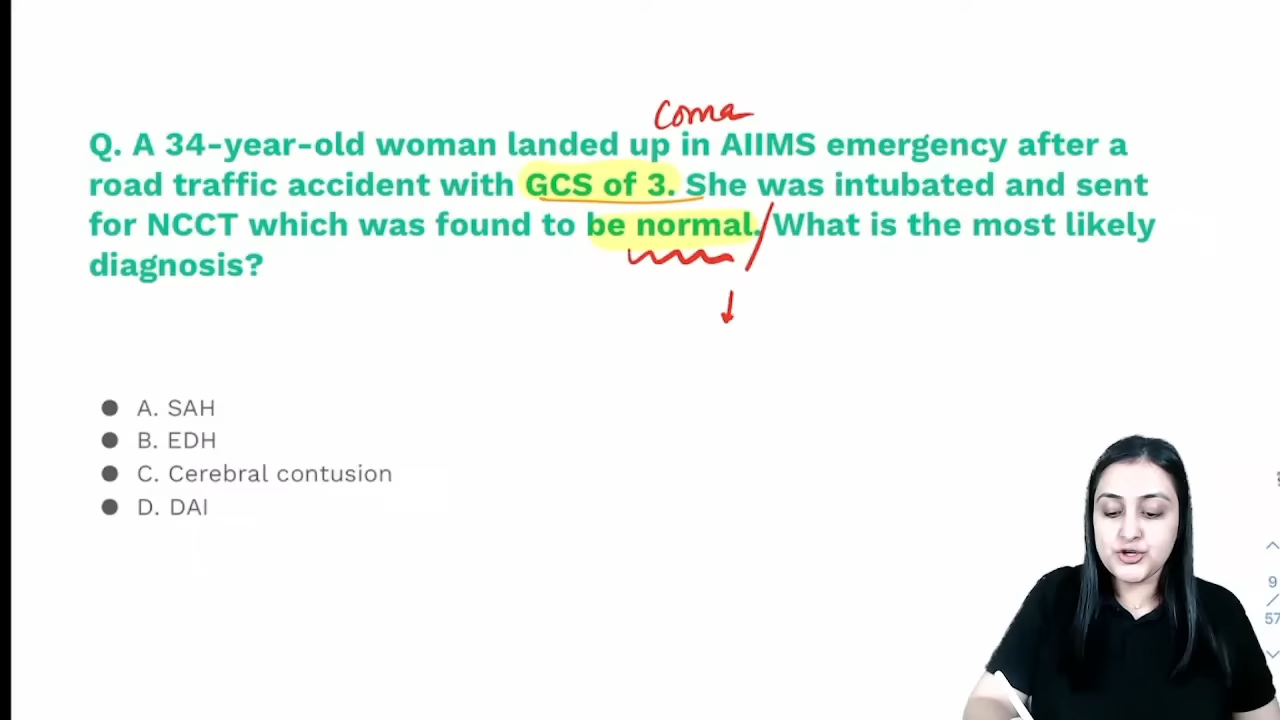 coma
Q. A 34-year-old woman landed up in AIIMS emergency after a
road traffic accident with GCS of 3. She was intubated and sent
for NCCT which was found to be normal. What is the most likely
diagnosis?
A. SAH
B. EDH
C. Cerebral contusion
D. DAI
9
/
57